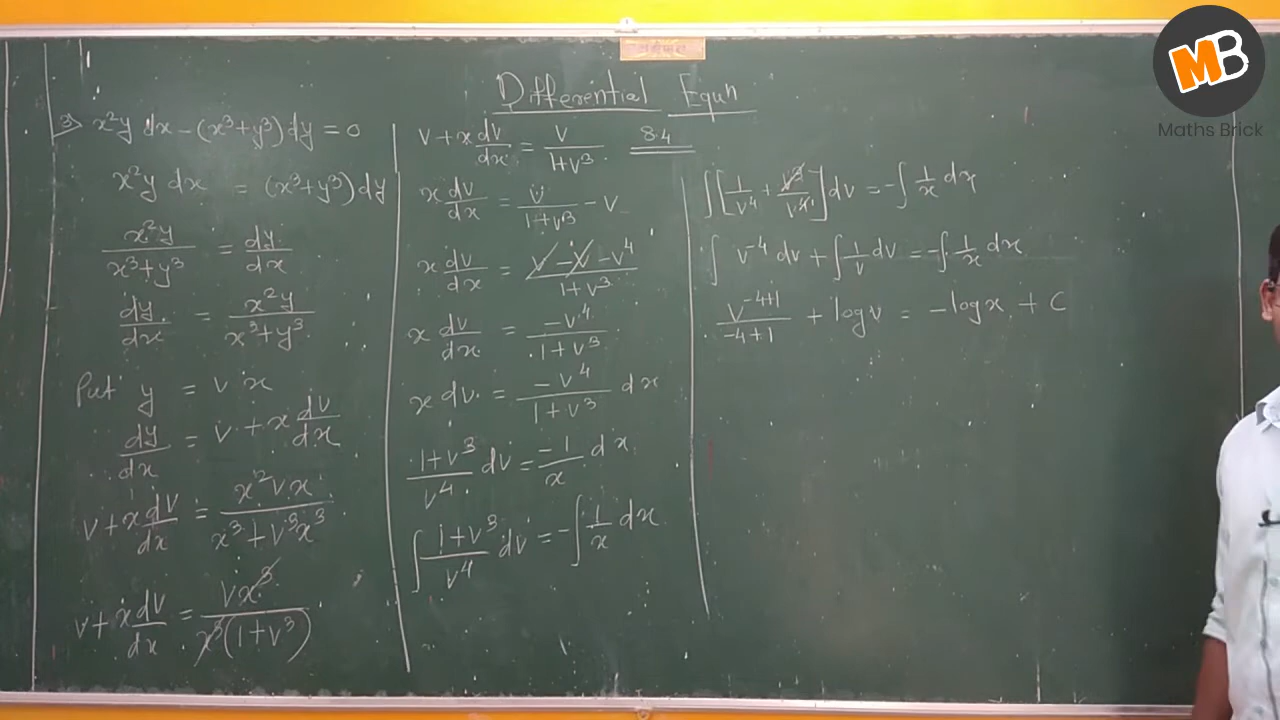 MB
Maths Brick
Differential Equn
8.4
3) x²y dx - (x³+y³)dy = 0
x²y dx = (x³+y³)dy
x²y/(x³+y³) = dy/dx
dy/dx = x²y/(x³+y³)
Put y = vx
dy/dx = v + x dv/dx
v + x dv/dx = x²vx/(x³+v³x³)
v + x dv/dx = vx³/(x³(1+v³))
v + x dv/dx = v/(1+v³)
x dv/dx = v/(1+v³) - v
x dv/dx = (v - v - v⁴)/(1+v³)
x dv/dx = -v⁴/(1+v³)
x dv = -v⁴/(1+v³) dx
(1+v³)/v⁴ dv = -1/x dx
∫ (1+v³)/v⁴ dv = -∫ 1/x dx
∫[1/v⁴ + v³/v⁴]dv = -∫ 1/x dx
∫ v⁻⁴ dv + ∫ 1/v dv = -∫ 1/x dx
v⁻⁴⁺¹/(-4+1) + log v = -log x + C